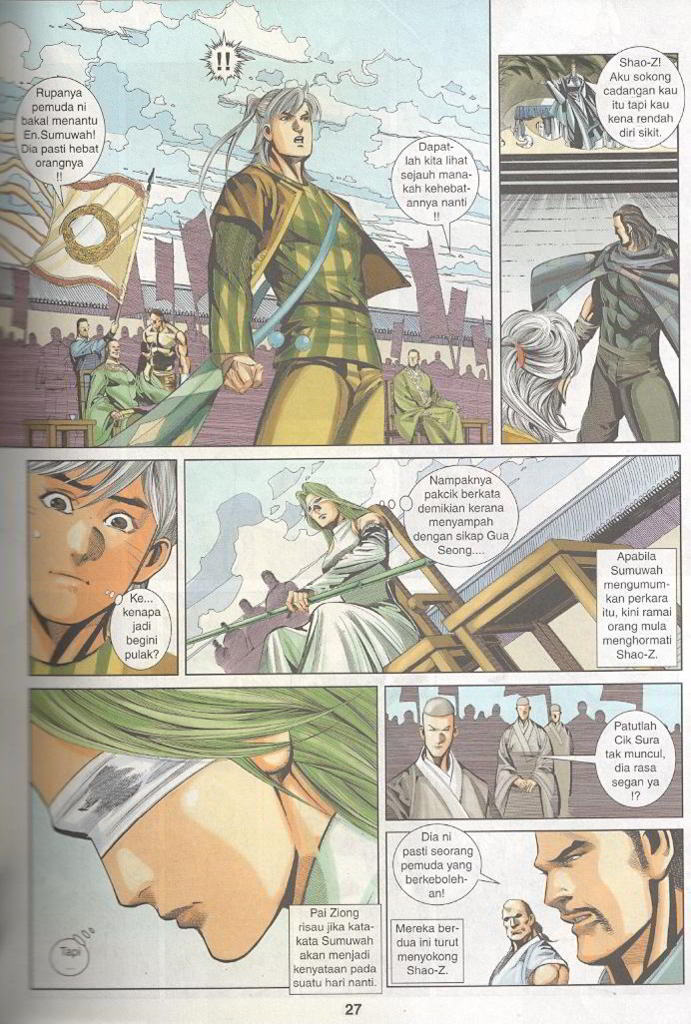 Rupanya
pemuda ni
bakal menantu
En.Sumuwah!
Dia pasti hebat
orangnya
!!
!!
Dapat-
lah kita lihat
sejauh mana-
kah kehebat-
annya nanti
!!
Shao-Z!
Aku sokong
cadangan kau
itu tapi kau
kena rendah
diri sikit.
Ke...
kenapa
jadi
begini
pulak?
Nampaknya
pakcik berkata
demikian kerana
menyampah
dengan sikap Gua
Seong....
Apabila
Sumuwah
mengumum-
kan perkara
itu, kini ramai
orang mula
menghormati
Shao-Z.
Tapi
...
Pai Ziong
risau jika kata-
kata Sumuwah
akan menjadi
kenyataan pada
suatu hari nanti.
Patutlah
Cik Sura
tak muncul,
dia rasa
segan ya
!?
Dia ni
pasti seorang
pemuda yang
berkeboleh-
an!
Mereka ber-
dua ini turut
menyokong
Shao-Z.
27